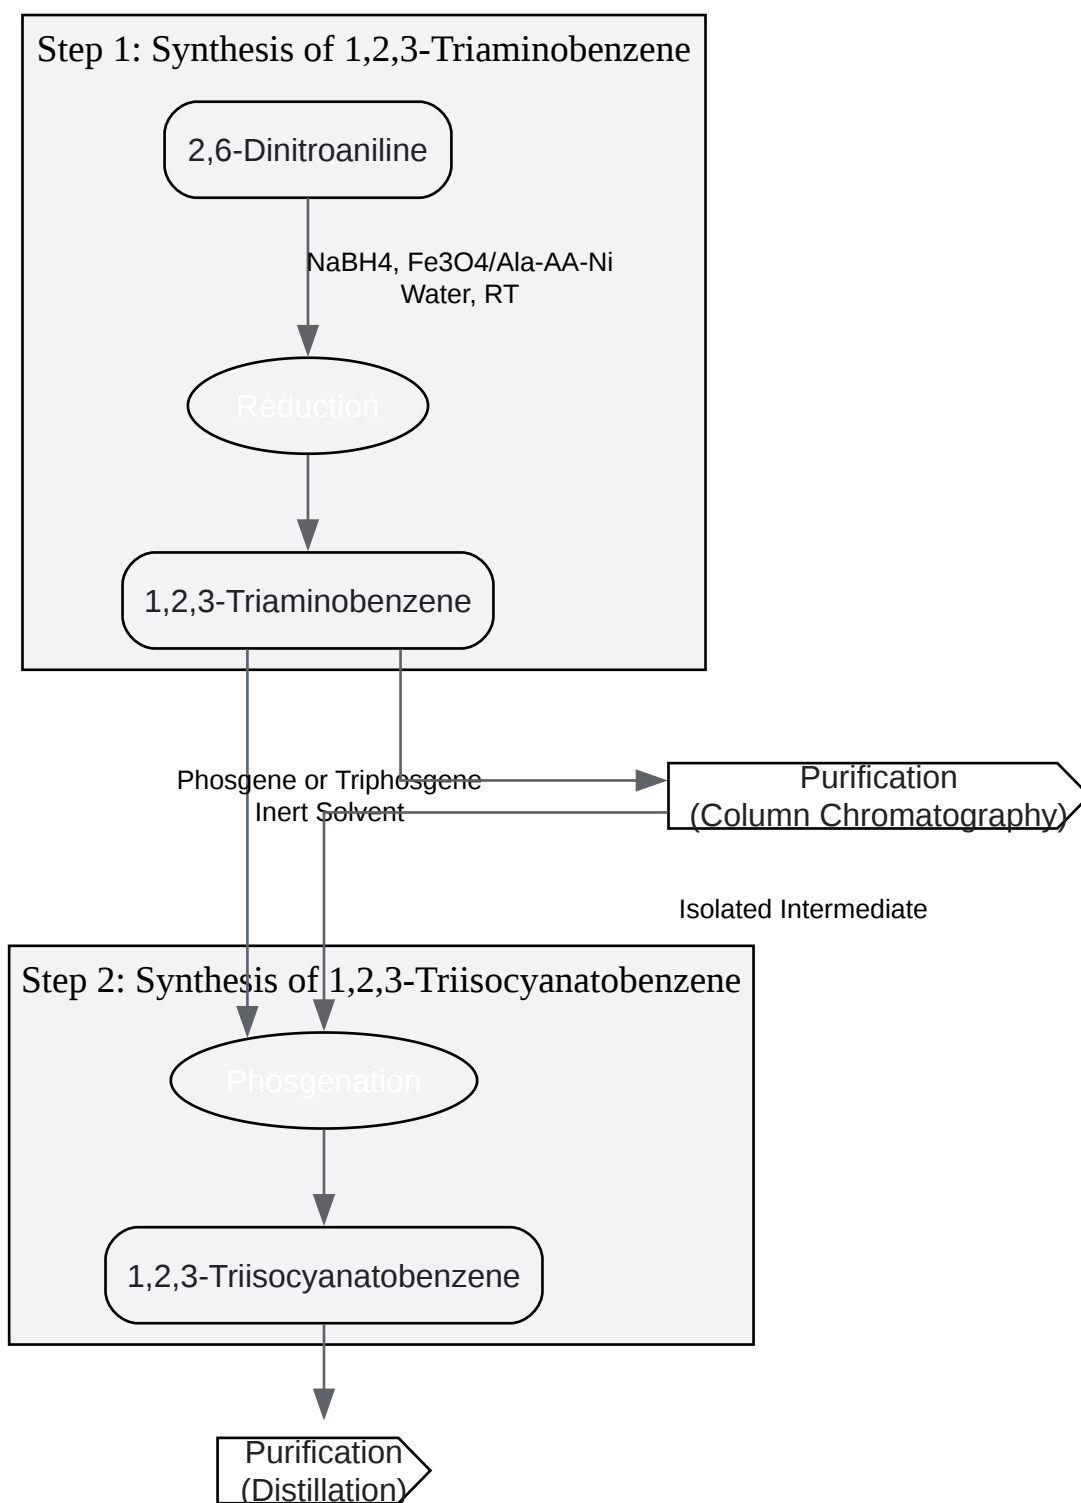 Step 1: Synthesis of 1,2,3-Triaminobenzene
2,6-Dinitroaniline
NaBH4, Fe3O4/Ala-AA-Ni
Water, RT
Reduction
1,2,3-Triaminobenzene
Phosgene or Triphosgene
Inert Solvent
Purification
(Column Chromatography)
Isolated Intermediate
Step 2: Synthesis of 1,2,3-Triisocyanatobenzene
Phosgenation
1,2,3-Triisocyanatobenzene
Purification
(Distillation)